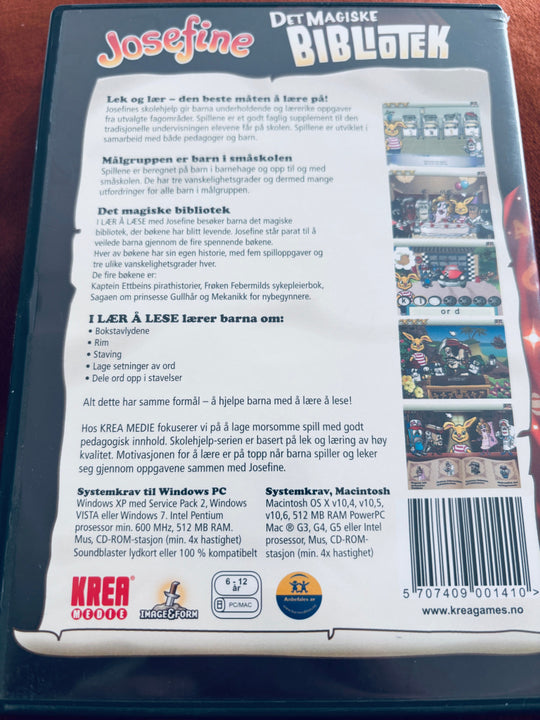 Josefine
Det Magiske
Bibliotek
Lek og lær – den beste måten å lære på!
Josefines skolehjelp gir barna underholdende og lærerike oppgaver
fra utvalgte fagområder. Spillene er et godt faglig supplement til den
tradisjonelle undervisningen elevene får på skolen. Spillene er utviklet i
samarbeid med både pedagoger og barn.
Målgruppen er barn i småskolen
Spillene er beregnet på barn i barnehage og opp til og med
småskolen. De har tre vanskelighetsgrader og dermed mange
utfordringer for alle barn i målgruppen.
Det magiske bibliotek
I LÆR Å LÆSE med Josefine besøker barna det magiske
bibliotek, der bøkene har blitt levende. Josefine står parat til å
veilede barna gjennom de fire spennende bøkene.
Hver av bøkene har sin egen historie, med fem spilloppgaver og
tre ulike vanskelighetsgrader hver.
De fire bøkene er:
Kaptein Ettbeins pirathistorier, Frøken Febermilds sykepleierbok,
Sagaen om prinsesse Gullhår og Mekanikk for nybegynnere.
I LÆR Å LESE lærer barna om:
• Bokstavlydene
• Rim
• Staving
• Lage setninger av ord
• Dele ord opp i stavelser
Alt dette har samme formål – å hjelpe barna med å lære å lese!
Hos KREA MEDIE fokuserer vi på å lage morsomme spill med godt
pedagogisk innhold. Skolehjelp-serien er basert på lek og læring av høy
kvalitet. Motivasjonen for å lære er på topp når barna spiller og leker
seg gjennom oppgavene sammen med Josefine.
Systemkrav til Windows PC
Windows XP med Service Pack 2, Windows
VISTA eller Windows 7. Intel Pentium
prosessor min. 600 MHz, 512 MB RAM.
Mus, CD-ROM-stasjon (min. 4x hastighet)
Soundblaster lydkort eller 100 % kompatibelt
Systemkrav, Macintosh
Macintosh OS X v10,4, v10,5,
v10,6, 512 MB RAM PowerPC
Mac ® G3, G4, G5 eller Intel
prosessor, Mus, CD-ROM-
stasjon (min. 4x hastighet)
or d
KREA
MEDIE
IMAGE&FORM
6 - 12
år
PC/MAC
Anbefales av
5 707409 001410 >
www.kreagames.no